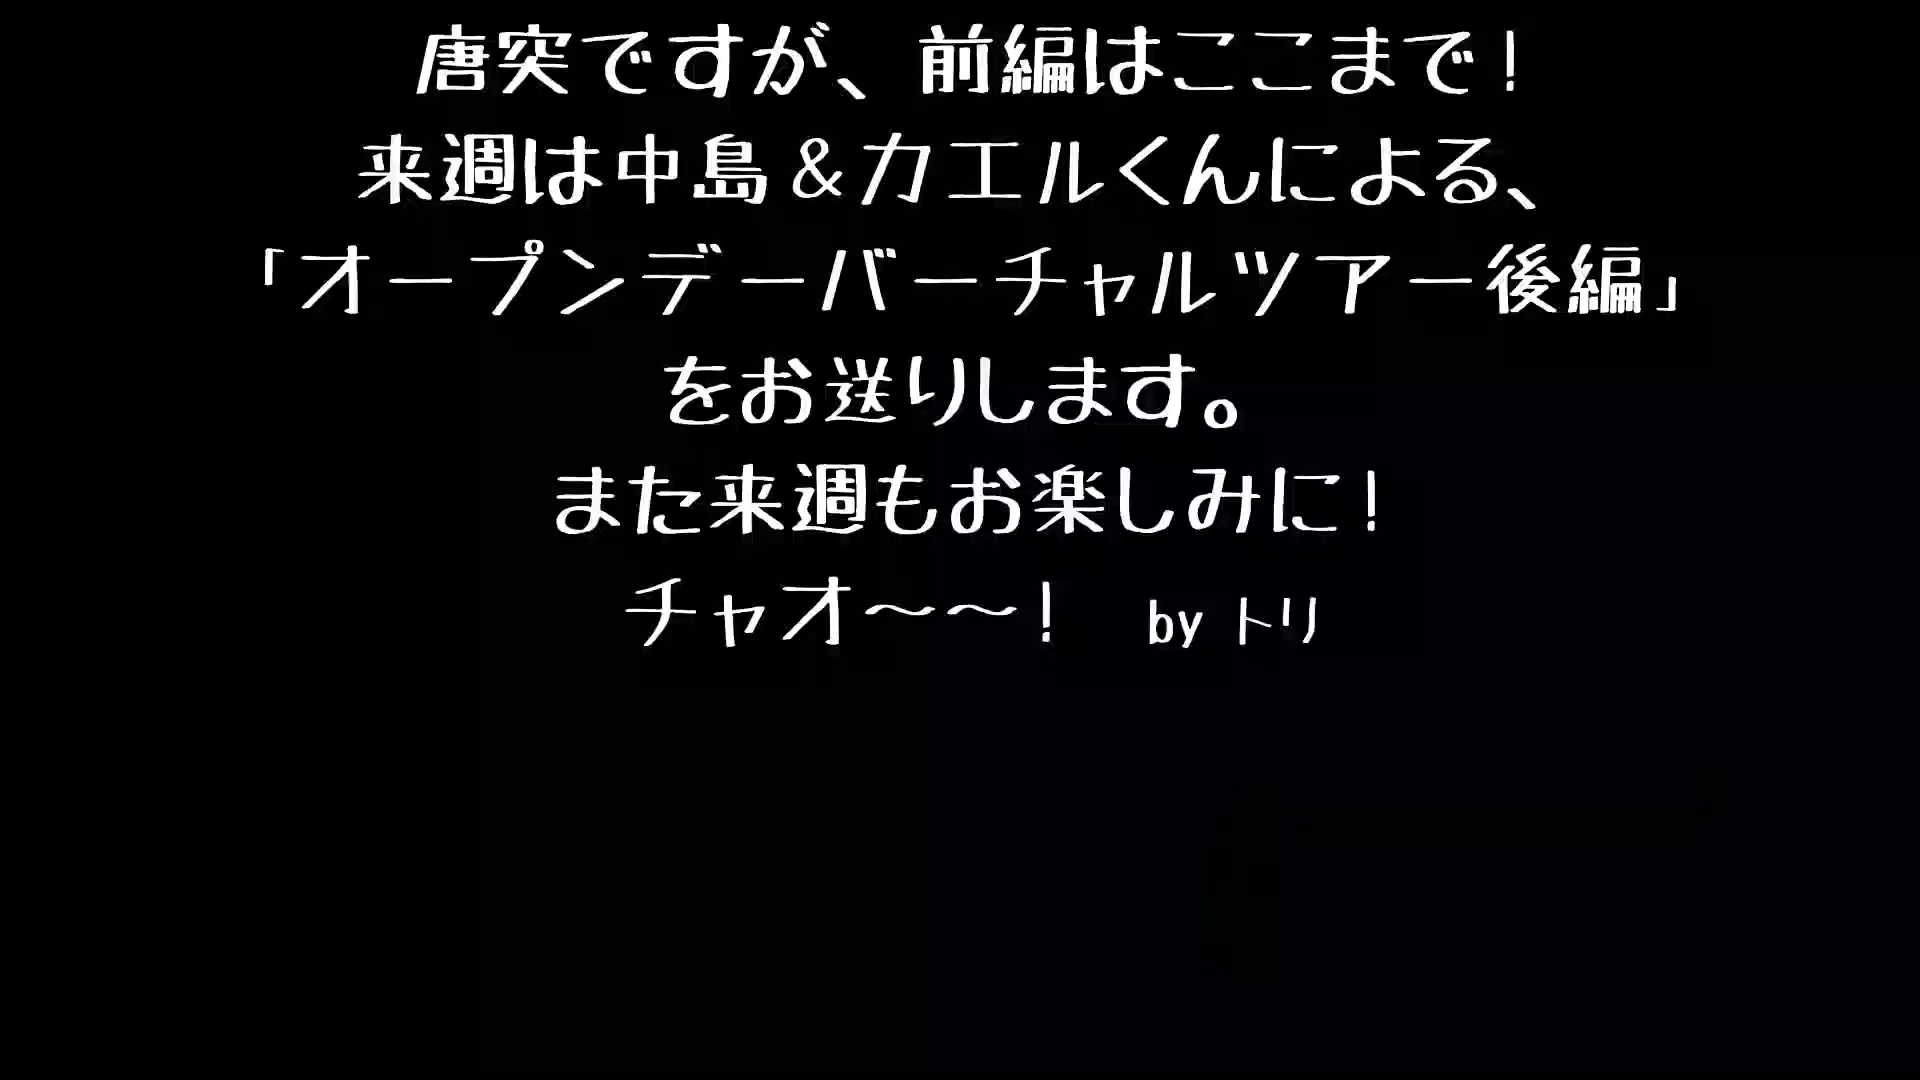 唐突ですが、前編はここまで!
来週は中島＆カエルくんによる、
「オープンデーバーチャルツアー後編」
をお送りします。
また来週もお楽しみに!
チャオ～～! by トリ